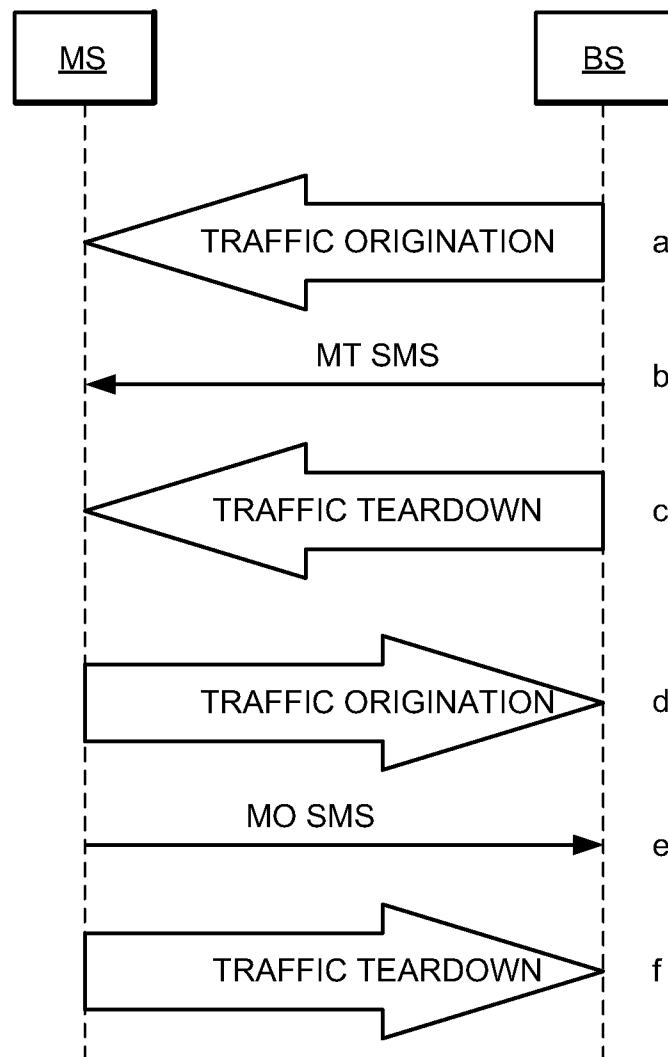 MS
BS
TRAFFIC ORIGINATION
a
MT SMS
b
TRAFFIC TEARDOWN
c
TRAFFIC ORIGINATION
d
MO SMS
e
TRAFFIC TEARDOWN
f